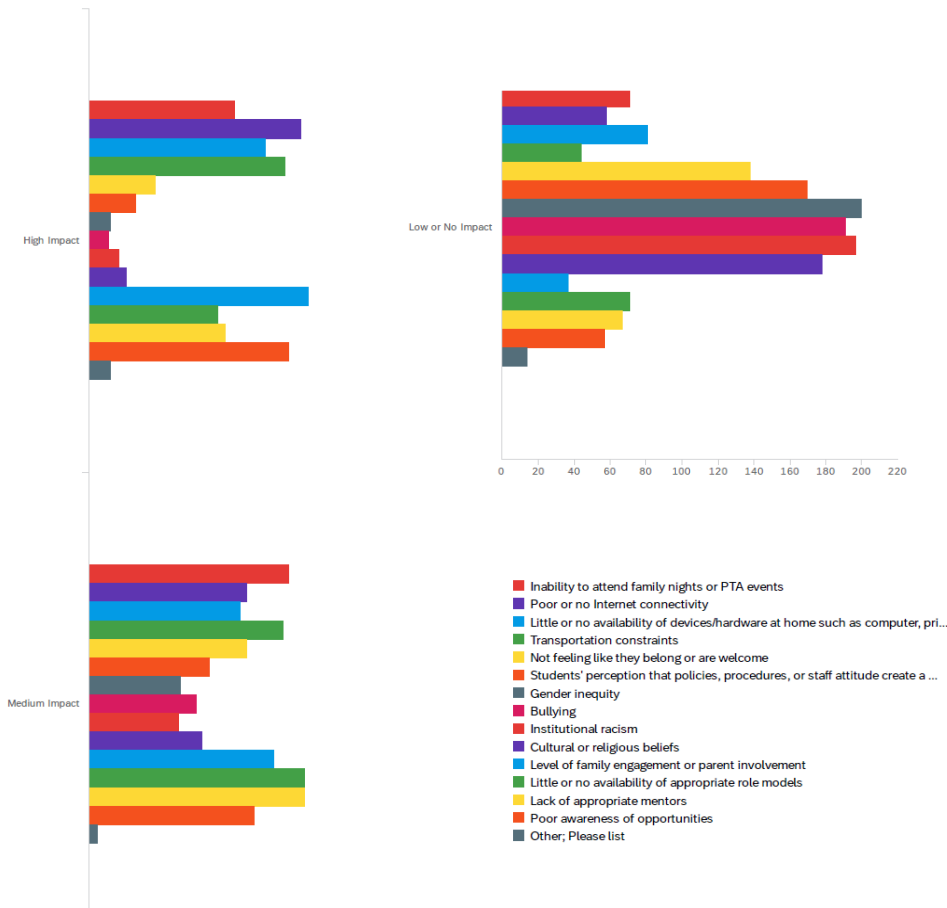 High Impact
Medium Impact
Low or No Impact
0 20 40 60 80 100 120 140 160 180 200 220
Inability to attend family nights or PTA events
Poor or no Internet connectivity
Little or no availability of devices/hardware at home such as computer, pri...
Transportation constraints
Not feeling like they belong or are welcome
Students' perception that policies, procedures, or staff attitude create a ...
Gender inequity
Bullying
Institutional racism
Cultural or religious beliefs
Level of family engagement or parent involvement
Little or no availability of appropriate role models
Lack of appropriate mentors
Poor awareness of opportunities
Other; Please list